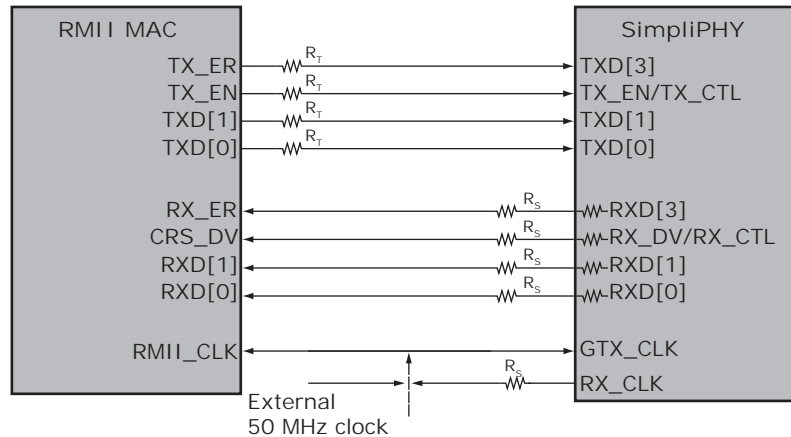 RMII MAC
SimpliPHY
TX_ER
R_T
TXD[3]
TX_EN
R_T
TX_EN/TX_CTL
TXD[1]
R_T
TXD[1]
TXD[0]
R_T
TXD[0]
RX_ER
R_S
RXD[3]
CRS_DV
R_S
RX_DV/RX_CTL
RXD[1]
R_S
RXD[1]
RXD[0]
R_S
RXD[0]
RMII_CLK
GTX_CLK
R_S
RX_CLK
External
50 MHz clock